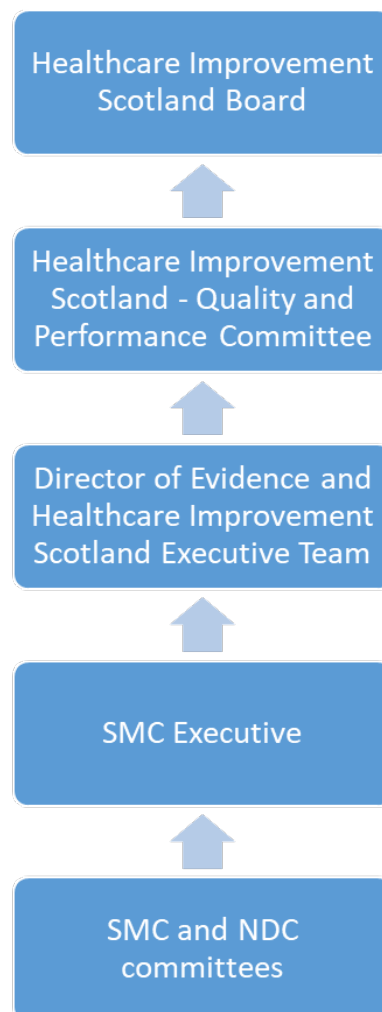 Healthcare Improvement
Scotland Board
Healthcare Improvement
Scotland - Quality and
Performance Committee
Director of Evidence and
Healthcare Improvement
Scotland Executive Team
SMC Executive
SMC and NDC
committees